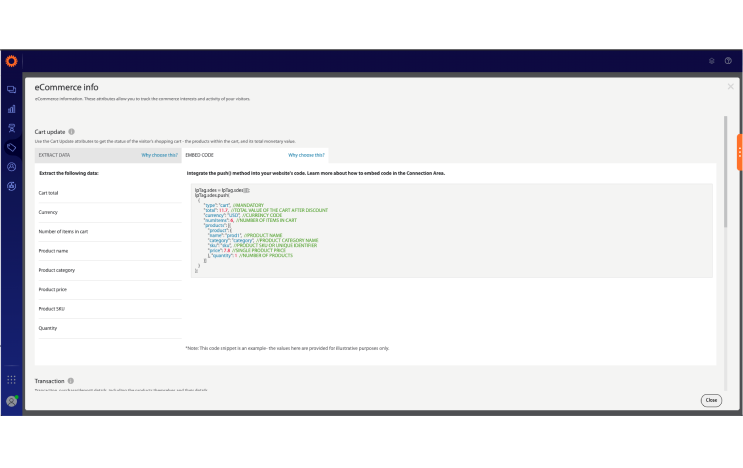 eCommerce info
eCommerce information. These attributes allow you to track the commerce interests and activity of your visitors.
Cart update
Use the Cart Update attributes to get the status of the visitor's shopping cart - the products within the cart, and its total monetary value.
EXTRACT DATA Why choose this? EMBED CODE Why choose this?
Extract the following data:
Cart total
Currency
Number of items in cart
Product name
Product category
Product price
Product SKU
Quantity
Integrate the push() method into your website's code. Learn more about how to embed code in the Connection Area.
lpTag.sdes = lpTag.sdes||[];
lpTag.sdes.push(
{
"type": "cart", //MANDATORY
"total": 11.7, //TOTAL VALUE OF THE CART AFTER DISCOUNT
"currency": "USD", //CURRENCY CODE
"numItems": 6, //NUMBER OF ITEMS IN CART
"products": [{
"product": {
"name": "prod1", //PRODUCT NAME
"category": "category", //PRODUCT CATEGORY NAME
"sku": "sku", //PRODUCT SKU OR UNIQUE IDENTIFIER
"price": 7.8 //SINGLE PRODUCT PRICE
}, "quantity": 1 //NUMBER OF PRODUCTS
}]
}
);
*Note: This code snippet is an example - the values here are provided for illustrative purposes only.
Transaction
Close